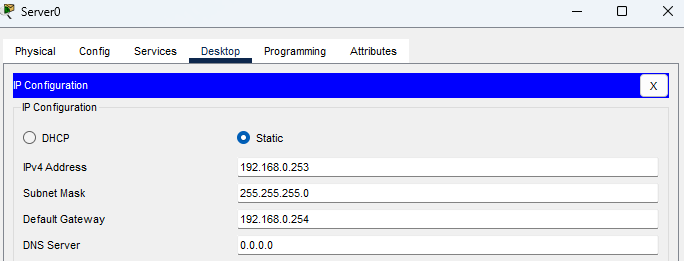 Server0
Physical Config Services Desktop Programming Attributes
IP Configuration X
IP Configuration
DHCP Static
IPv4 Address 192.168.0.253
Subnet Mask 255.255.255.0
Default Gateway 192.168.0.254
DNS Server 0.0.0.0